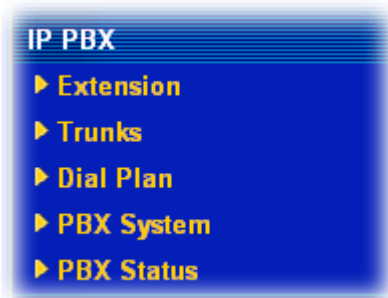 IP PBX
Extension
Trunks
Dial Plan
PBX System
PBX Status